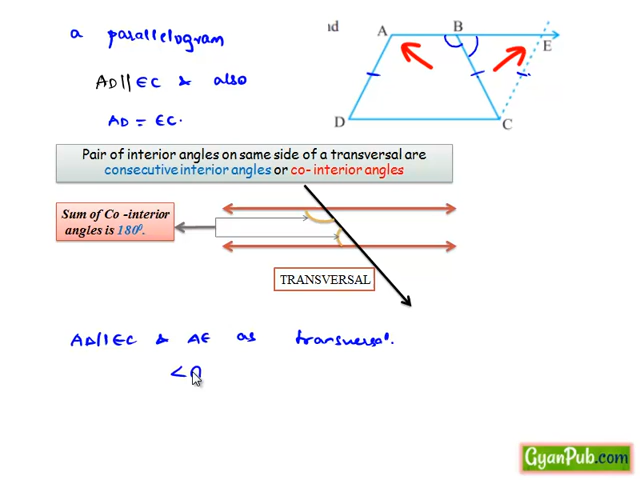 nd
a parallelogram
A
B
E
AD || EC & also
AD = EC.
D
C
Pair of interior angles on same side of a transversal are
consecutive interior angles or co- interior angles
Sum of Co -interior
angles is 180⁰.
TRANSVERSAL
AD || EC & AE as transversal.
<A
GyanPub.com